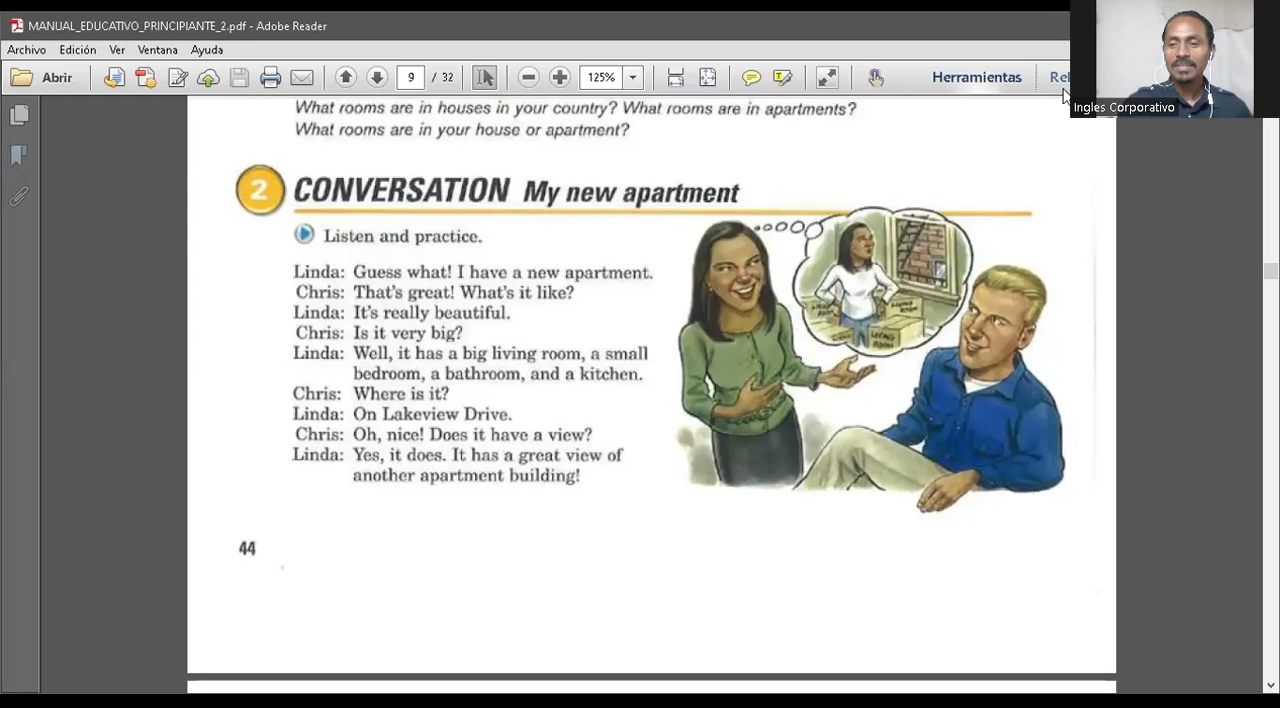 MANUAL_EDUCATIVO_PRINCIPIANTE_2.pdf - Adobe Reader
Archivo Edición Ver Ventana Ayuda
Abrir 9 / 32 125% Herramientas
Ingles Corporativo
What rooms are in houses in your country? What rooms are in apartments?
What rooms are in your house or apartment?
2 CONVERSATION My new apartment
Listen and practice.
Linda: Guess what! I have a new apartment.
Chris: That's great! What's it like?
Linda: It's really beautiful.
Chris: Is it very big?
Linda: Well, it has a big living room, a small
bedroom, a bathroom, and a kitchen.
Chris: Where is it?
Linda: On Lakeview Drive.
Chris: Oh, nice! Does it have a view?
Linda: Yes, it does. It has a great view of
another apartment building!
LIVING
ROOM
44